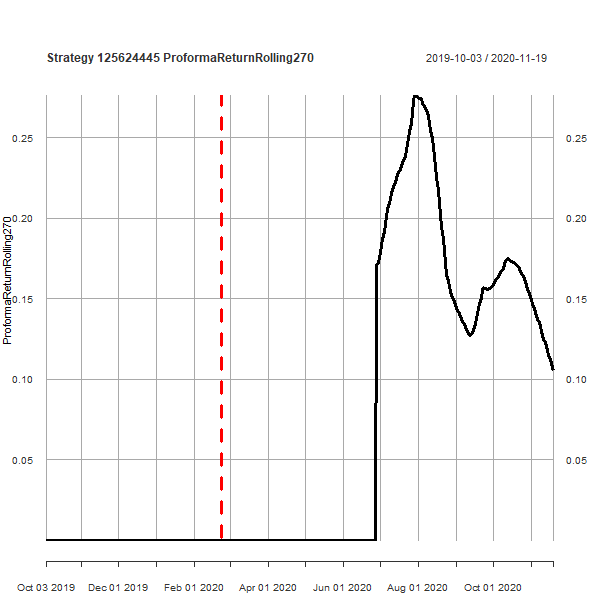 Strategy 125624445 ProformaReturnRolling270
2019-10-03 / 2020-11-19
ProformaReturnRolling270
0.25
0.20
0.15
0.10
0.05
0.25
0.20
0.15
0.10
0.05
Oct 03 2019
Dec 01 2019
Feb 01 2020
Apr 01 2020
Jun 01 2020
Aug 01 2020
Oct 01 2020